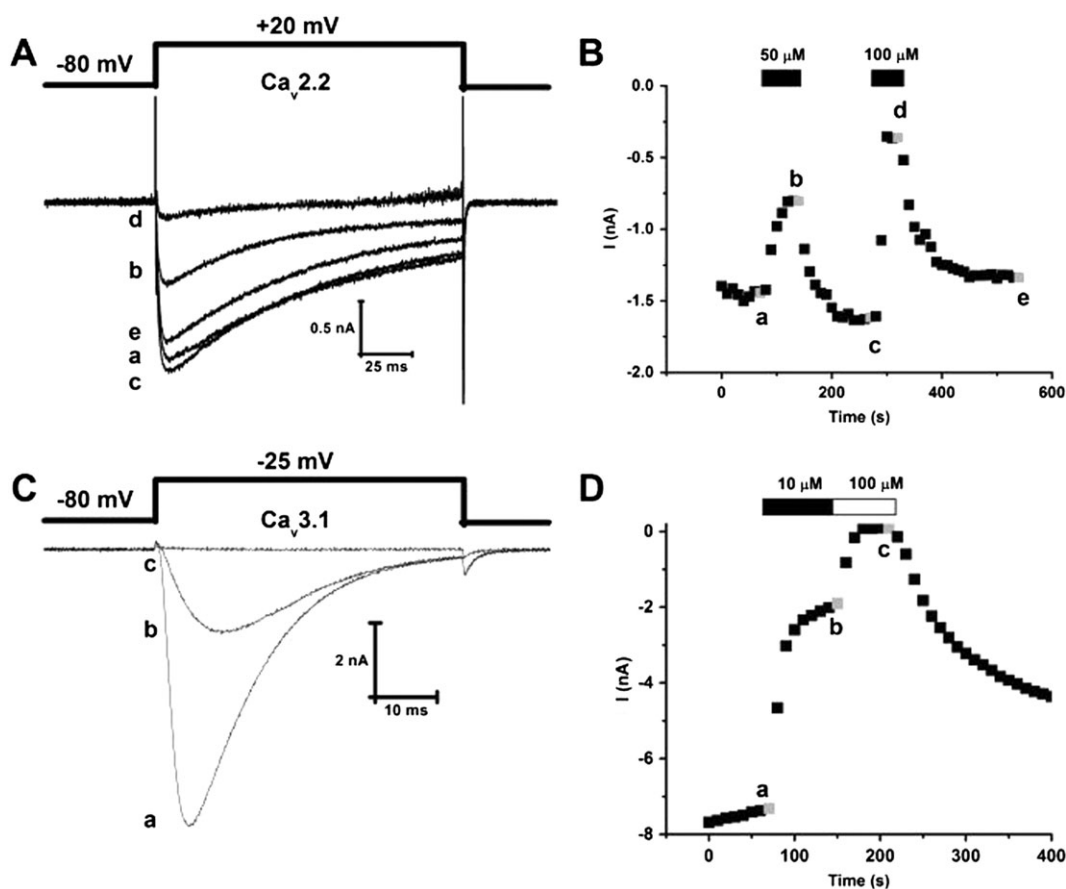 A
-80 mV
+20 mV
Cav2.2
d
b
e
a
c
0.5 nA
25 ms
B
50 μM
100 μM
I (nA)
0.0
-0.5
-1.0
-1.5
-2.0
a
b
c
d
e
0
200
400
600
Time (s)
C
-80 mV
-25 mV
Cav3.1
c
b
a
2 nA
10 ms
D
10 μM
100 μM
I (nA)
0
-2
-4
-6
-8
a
b
c
0
100
200
300
400
Time (s)